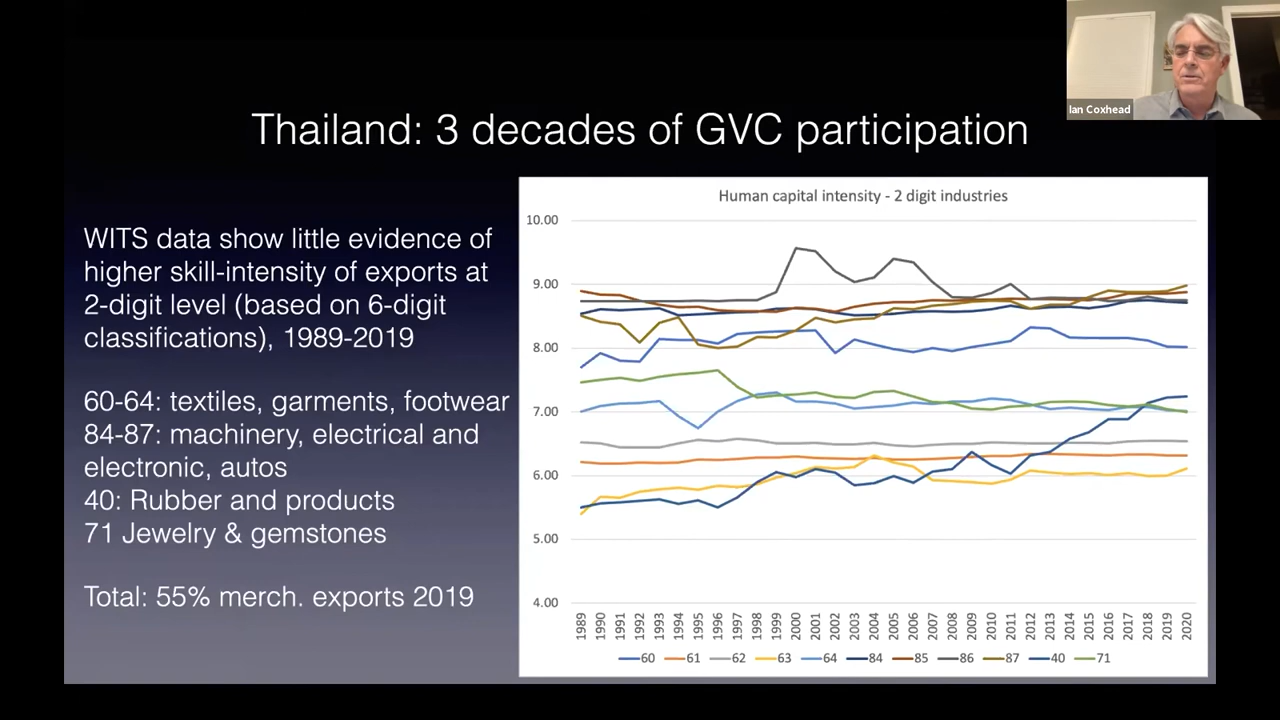 Ian Coxhead
Thailand: 3 decades of GVC participation
WITS data show little evidence of
higher skill-intensity of exports at
2-digit level (based on 6-digit
classifications), 1989-2019
60-64: textiles, garments, footwear
84-87: machinery, electrical and
electronic, autos
40: Rubber and products
71 Jewelry & gemstones
Total: 55% merch. exports 2019
Human capital intensity - 2 digit industries
10.00
9.00
8.00
7.00
6.00
5.00
4.00
1989 1990 1991 1992 1993 1994 1995 1996 1997 1998 1999 2000 2001 2002 2003 2004 2005 2006 2007 2008 2009 2010 2011 2012 2013 2014 2015 2016 2017 2018 2019 2020
60 61 62 63 64 84 85 86 87 40 71